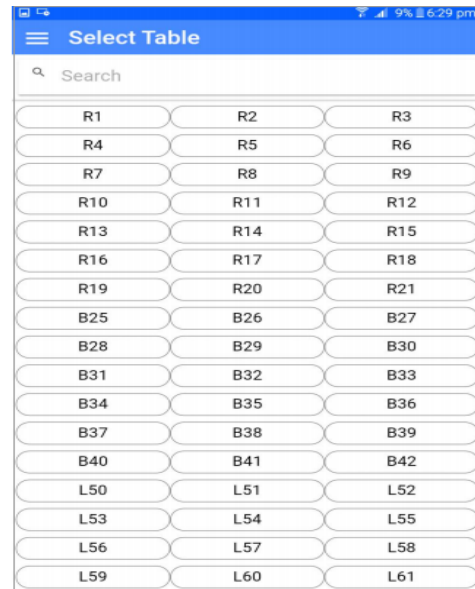 9% 6:29 pm
Select Table
Search
R1 R2 R3
R4 R5 R6
R7 R8 R9
R10 R11 R12
R13 R14 R15
R16 R17 R18
R19 R20 R21
B25 B26 B27
B28 B29 B30
B31 B32 B33
B34 B35 B36
B37 B38 B39
B40 B41 B42
L50 L51 L52
L53 L54 L55
L56 L57 L58
L59 L60 L61